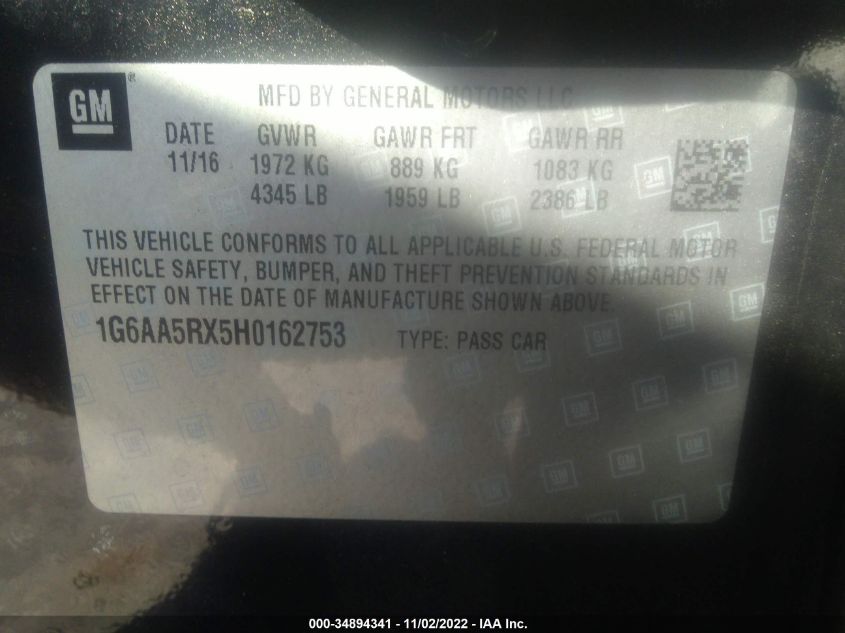 GM ® MFD BY GENERAL MOTORS LLC
DATE GVWR GAWR FRT GAWR RR
11/16 1972 KG 889 KG 1083 KG
4345 LB 1959 LB 2386 LB
THIS VEHICLE CONFORMS TO ALL APPLICABLE U.S. FEDERAL MOTOR
VEHICLE SAFETY, BUMPER, AND THEFT PREVENTION STANDARDS IN
EFFECT ON THE DATE OF MANUFACTURE SHOWN ABOVE.
1G6AA5RX5H0162753 TYPE: PASS CAR
000-34894341 - 11/02/2022 - IAA Inc.